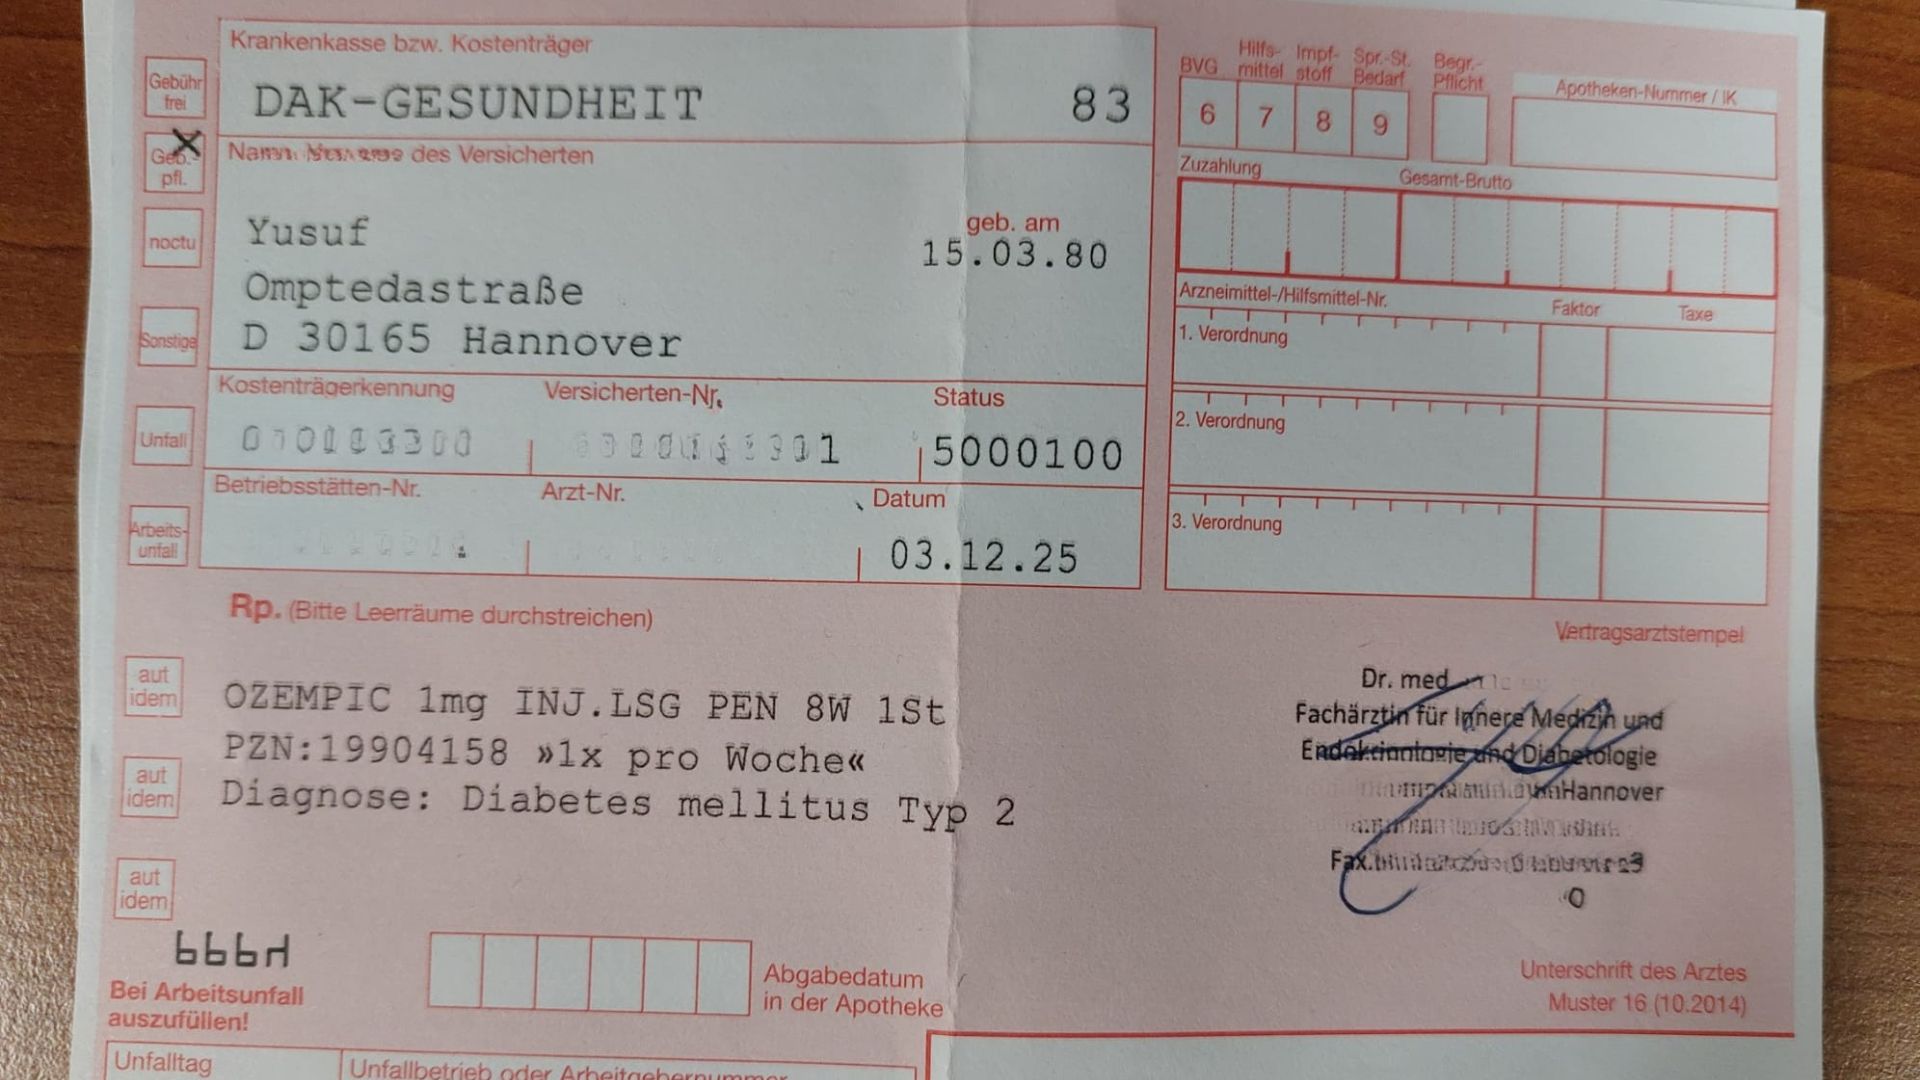 Krankenkasse bzw. Kostenträger
DAK-GESUNDHEIT 83
Gebühr frei
Geb.-pfl.
noctu
Sonstige
Unfall
Arbeits-unfall
des Versicherten
Yusuf
geb. am
15.03.80
Omptedastraße
D 30165 Hannover
Kostenträgerkennung Versicherten-Nr. Status
1 5000100
Betriebsstätten-Nr. Arzt-Nr. Datum
03.12.25
BVG Hilfs-mittel Impf-stoff Spr.-St. Bedarf Begr.-Pflicht
6 7 8 9
Apotheken-Nummer / IK
Zuzahlung Gesamt-Brutto
Arzneimittel-/Hilfsmittel-Nr. Faktor Taxe
1. Verordnung
2. Verordnung
3. Verordnung
Rp. (Bitte Leerräume durchstreichen)
Vertragsarztstempel
aut idem
OZEMPIC 1mg INJ.LSG PEN 8W 1St
PZN:19904158 »1x pro Woche«
aut idem
Diagnose: Diabetes mellitus Typ 2
aut idem
Dr. med
Fachärztin für Innere Medizin und
Endokrinologie und Diabetologie
Hannover
Fax.
Bei Arbeitsunfall
auszufüllen!
Abgabedatum
in der Apotheke
Unterschrift des Arztes
Muster 16 (10.2014)
Unfalltag
Unfallbetrieb oder Arbeitgebernummer